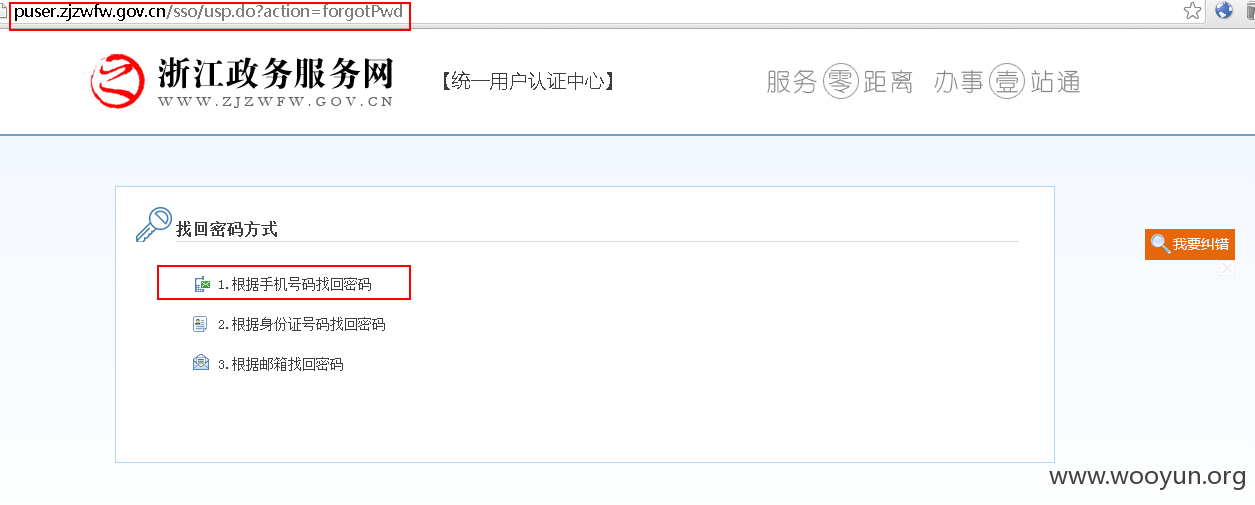 puser.zjzwfw.gov.cn/sso/usp.do?action=forgotPwd
浙江政务服务网
WWW.ZJZWFW.GOV.CN
【统一用户认证中心】
服务零距离 办事壹站通
找回密码方式
我要纠错
1.根据手机号码找回密码
2.根据身份证号码找回密码
3.根据邮箱找回密码
www.wooyun.org